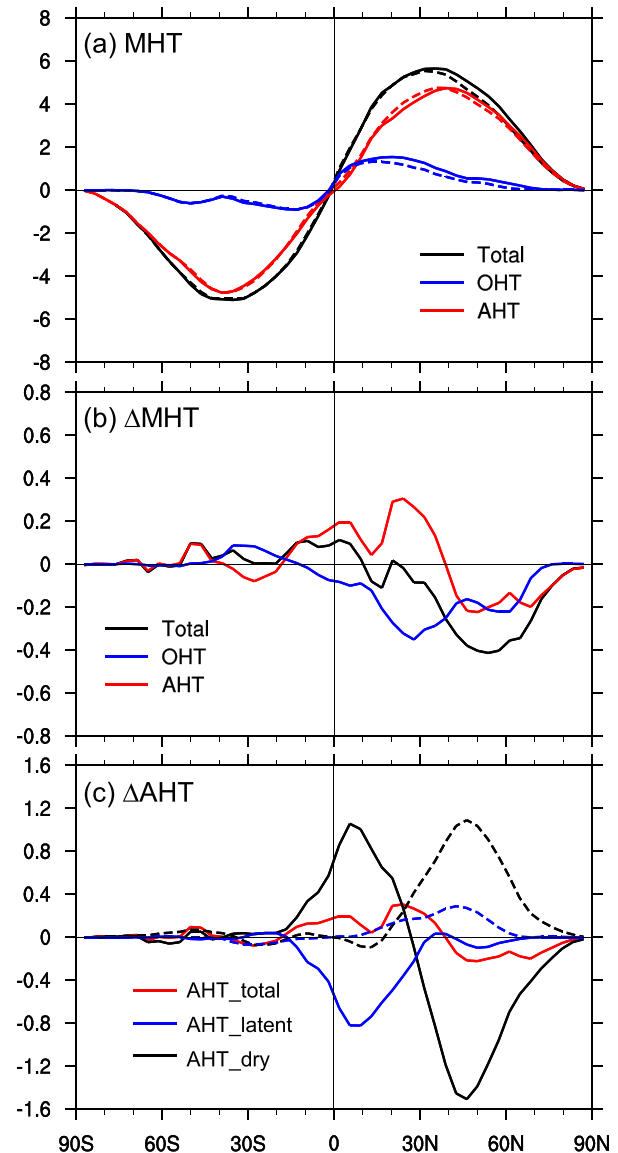 (a) MHT
8
6
4
2
0
-2
-4
-6
-8
Total
OHT
AHT
(b) ΔMHT
0.8
0.6
0.4
0.2
0
-0.2
-0.4
-0.6
-0.8
Total
OHT
AHT
(c) ΔAHT
1.6
1.2
0.8
0.4
0
-0.4
-0.8
-1.2
-1.6
AHT_total
AHT_latent
AHT_dry
90S 60S 30S 0 30N 60N 90N